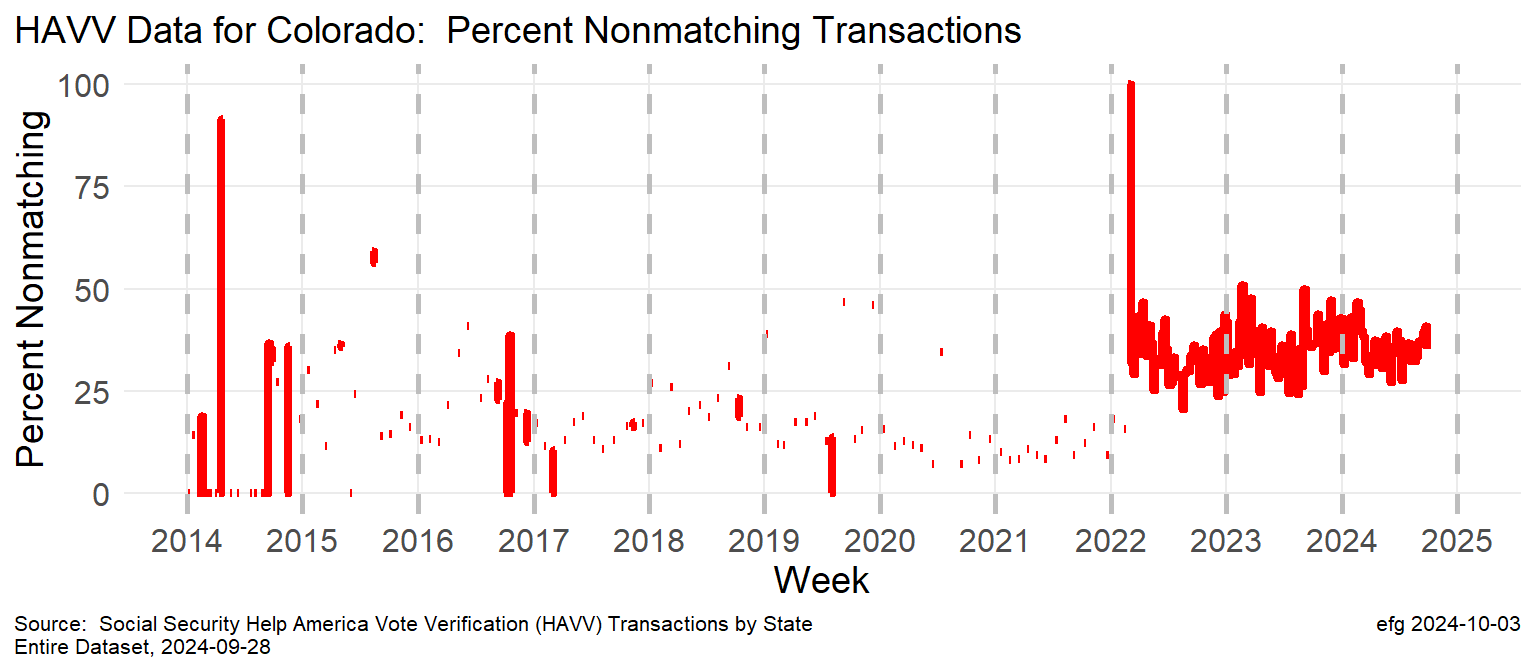 HAVV Data for Colorado:  Percent Nonmatching Transactions
Percent Nonmatching
100
75
50
25
0
2014 2015 2016 2017 2018 2019 2020 2021 2022 2023 2024 2025
Week
Source:  Social Security Help America Vote Verification (HAVV) Transactions by State
efg 2024-10-03
Entire Dataset, 2024-09-28